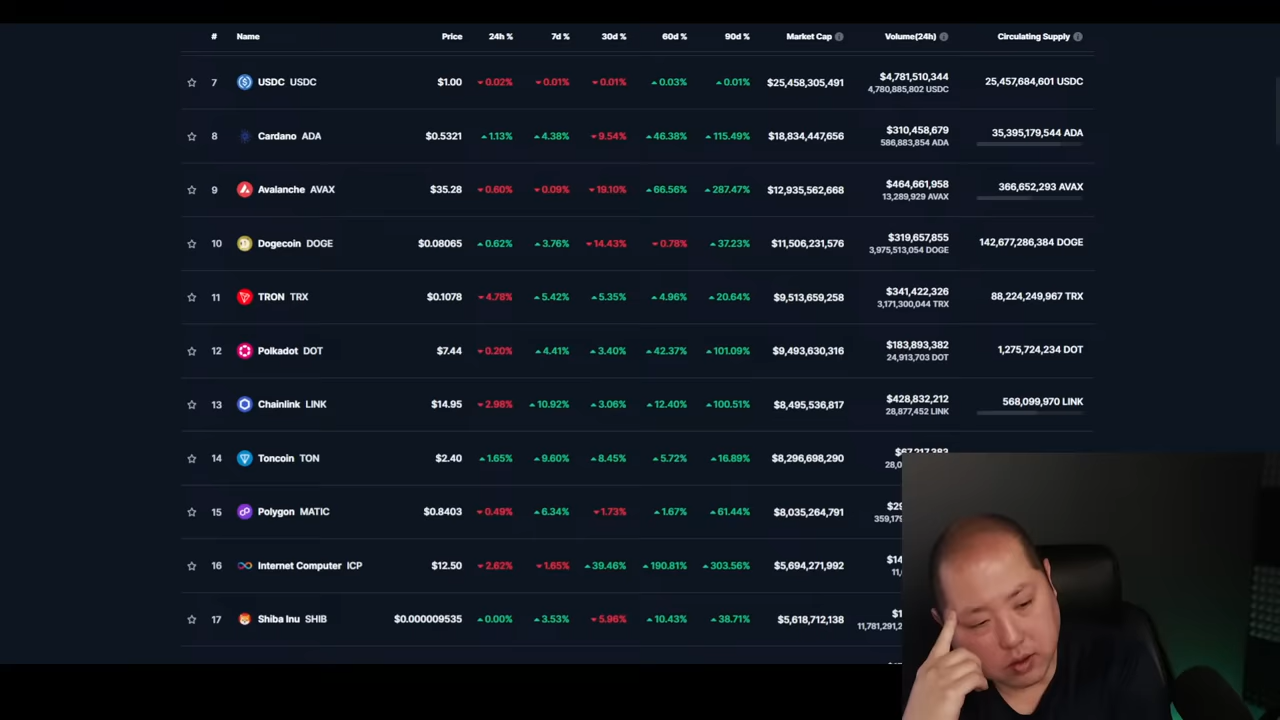 # Name Price 24h % 7d % 30d % 60d % 90d % Market Cap Volume(24h) Circulating Supply
7 USDC USDC $1.00 0.02% 0.01% 0.01% 0.03% 0.01% $25,458,305,491 $4,781,510,344 25,457,684,601 USDC
4,780,885,802 USDC
8 Cardano ADA $0.5321 1.13% 4.38% 9.54% 46.38% 115.49% $18,834,447,656 $310,458,679 35,395,179,544 ADA
586,883,854 ADA
9 Avalanche AVAX $35.28 0.60% 0.09% 19.10% 66.56% 287.47% $12,935,562,668 $464,661,958 366,652,293 AVAX
13,289,929 AVAX
10 Dogecoin DOGE $0.08065 0.62% 3.76% 14.43% 0.78% 37.23% $11,506,231,576 $319,657,855 142,677,286,384 DOGE
3,975,513,054 DOGE
11 TRON TRX $0.1078 4.78% 5.42% 5.35% 4.96% 20.64% $9,513,659,258 $341,422,326 88,224,249,967 TRX
3,171,300,044 TRX
12 Polkadot DOT $7.44 0.20% 4.41% 3.40% 42.37% 101.09% $9,493,630,316 $183,893,382 1,275,724,234 DOT
24,913,703 DOT
13 Chainlink LINK $14.95 2.98% 10.92% 3.06% 12.40% 100.51% $8,495,536,817 $428,832,212 568,099,970 LINK
28,877,452 LINK
14 Toncoin TON $2.40 1.65% 9.60% 8.45% 5.72% 16.89% $8,296,698,290
15 Polygon MATIC $0.8403 0.49% 6.34% 1.73% 1.67% 61.44% $8,035,264,791
16 Internet Computer ICP $12.50 2.62% 1.65% 39.46% 190.81% 303.56% $5,694,271,992
17 Shiba Inu SHIB $0.000009535 0.00% 3.53% 5.96% 10.43% 38.71% $5,618,712,138